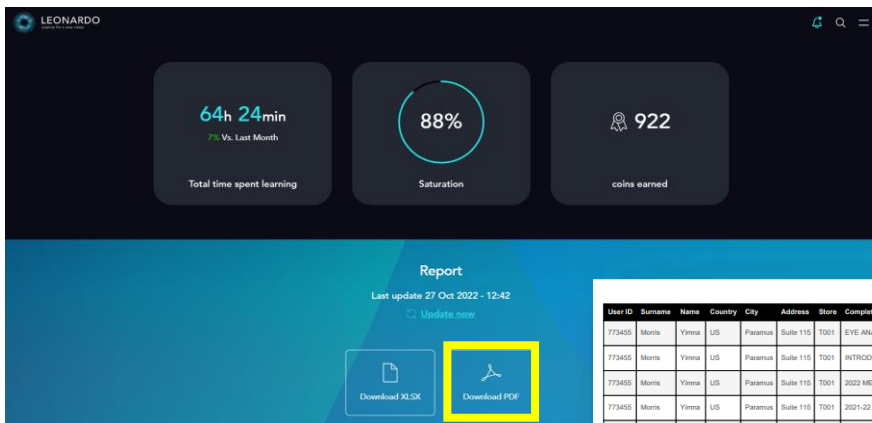 LEONARDO
64h 24min
7% Vs. Last Month
Total time spent learning
88%
Saturation
922
coins earned
Report
Last update 27 Oct 2022 - 12:42
Update now
Download XLSX
Download PDF
User ID Surname Name Country City Address Store Complet
773455 Morris Yimna US Paramus Suite 115 T001 EYE ANA
773455 Morris Yimna US Paramus Suite 115 T001 INTROD
773455 Morris Yimna US Paramus Suite 115 T001 2022 ME
773455 Morris Yimna US Paramus Suite 115 T001 2021-22